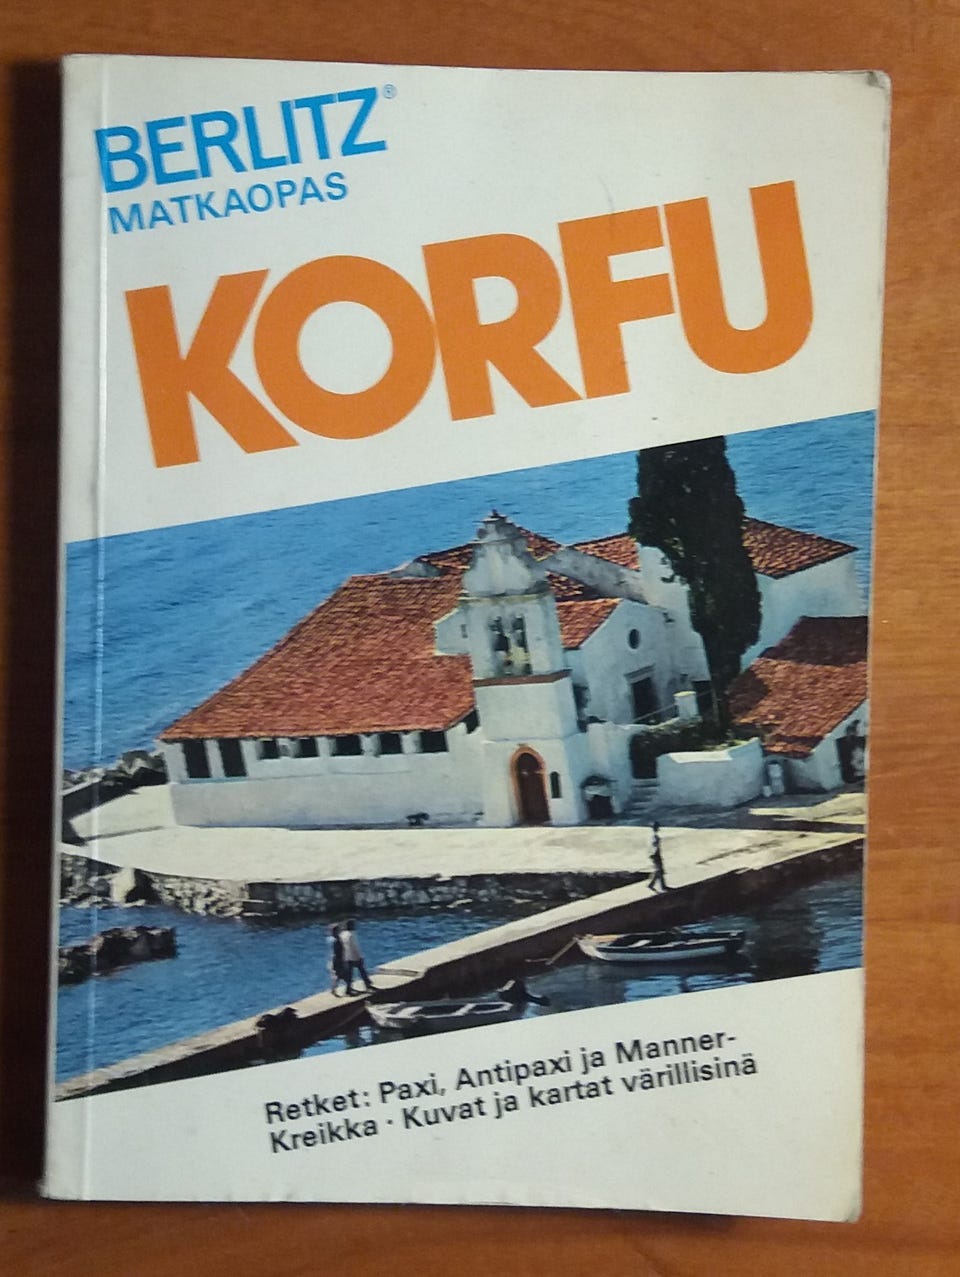 BERLITZ®
MATKAOPAS
KORFU
Retket: Paxi, Antipaxi ja Manner-
Kreikka · Kuvat ja kartat värillisinä